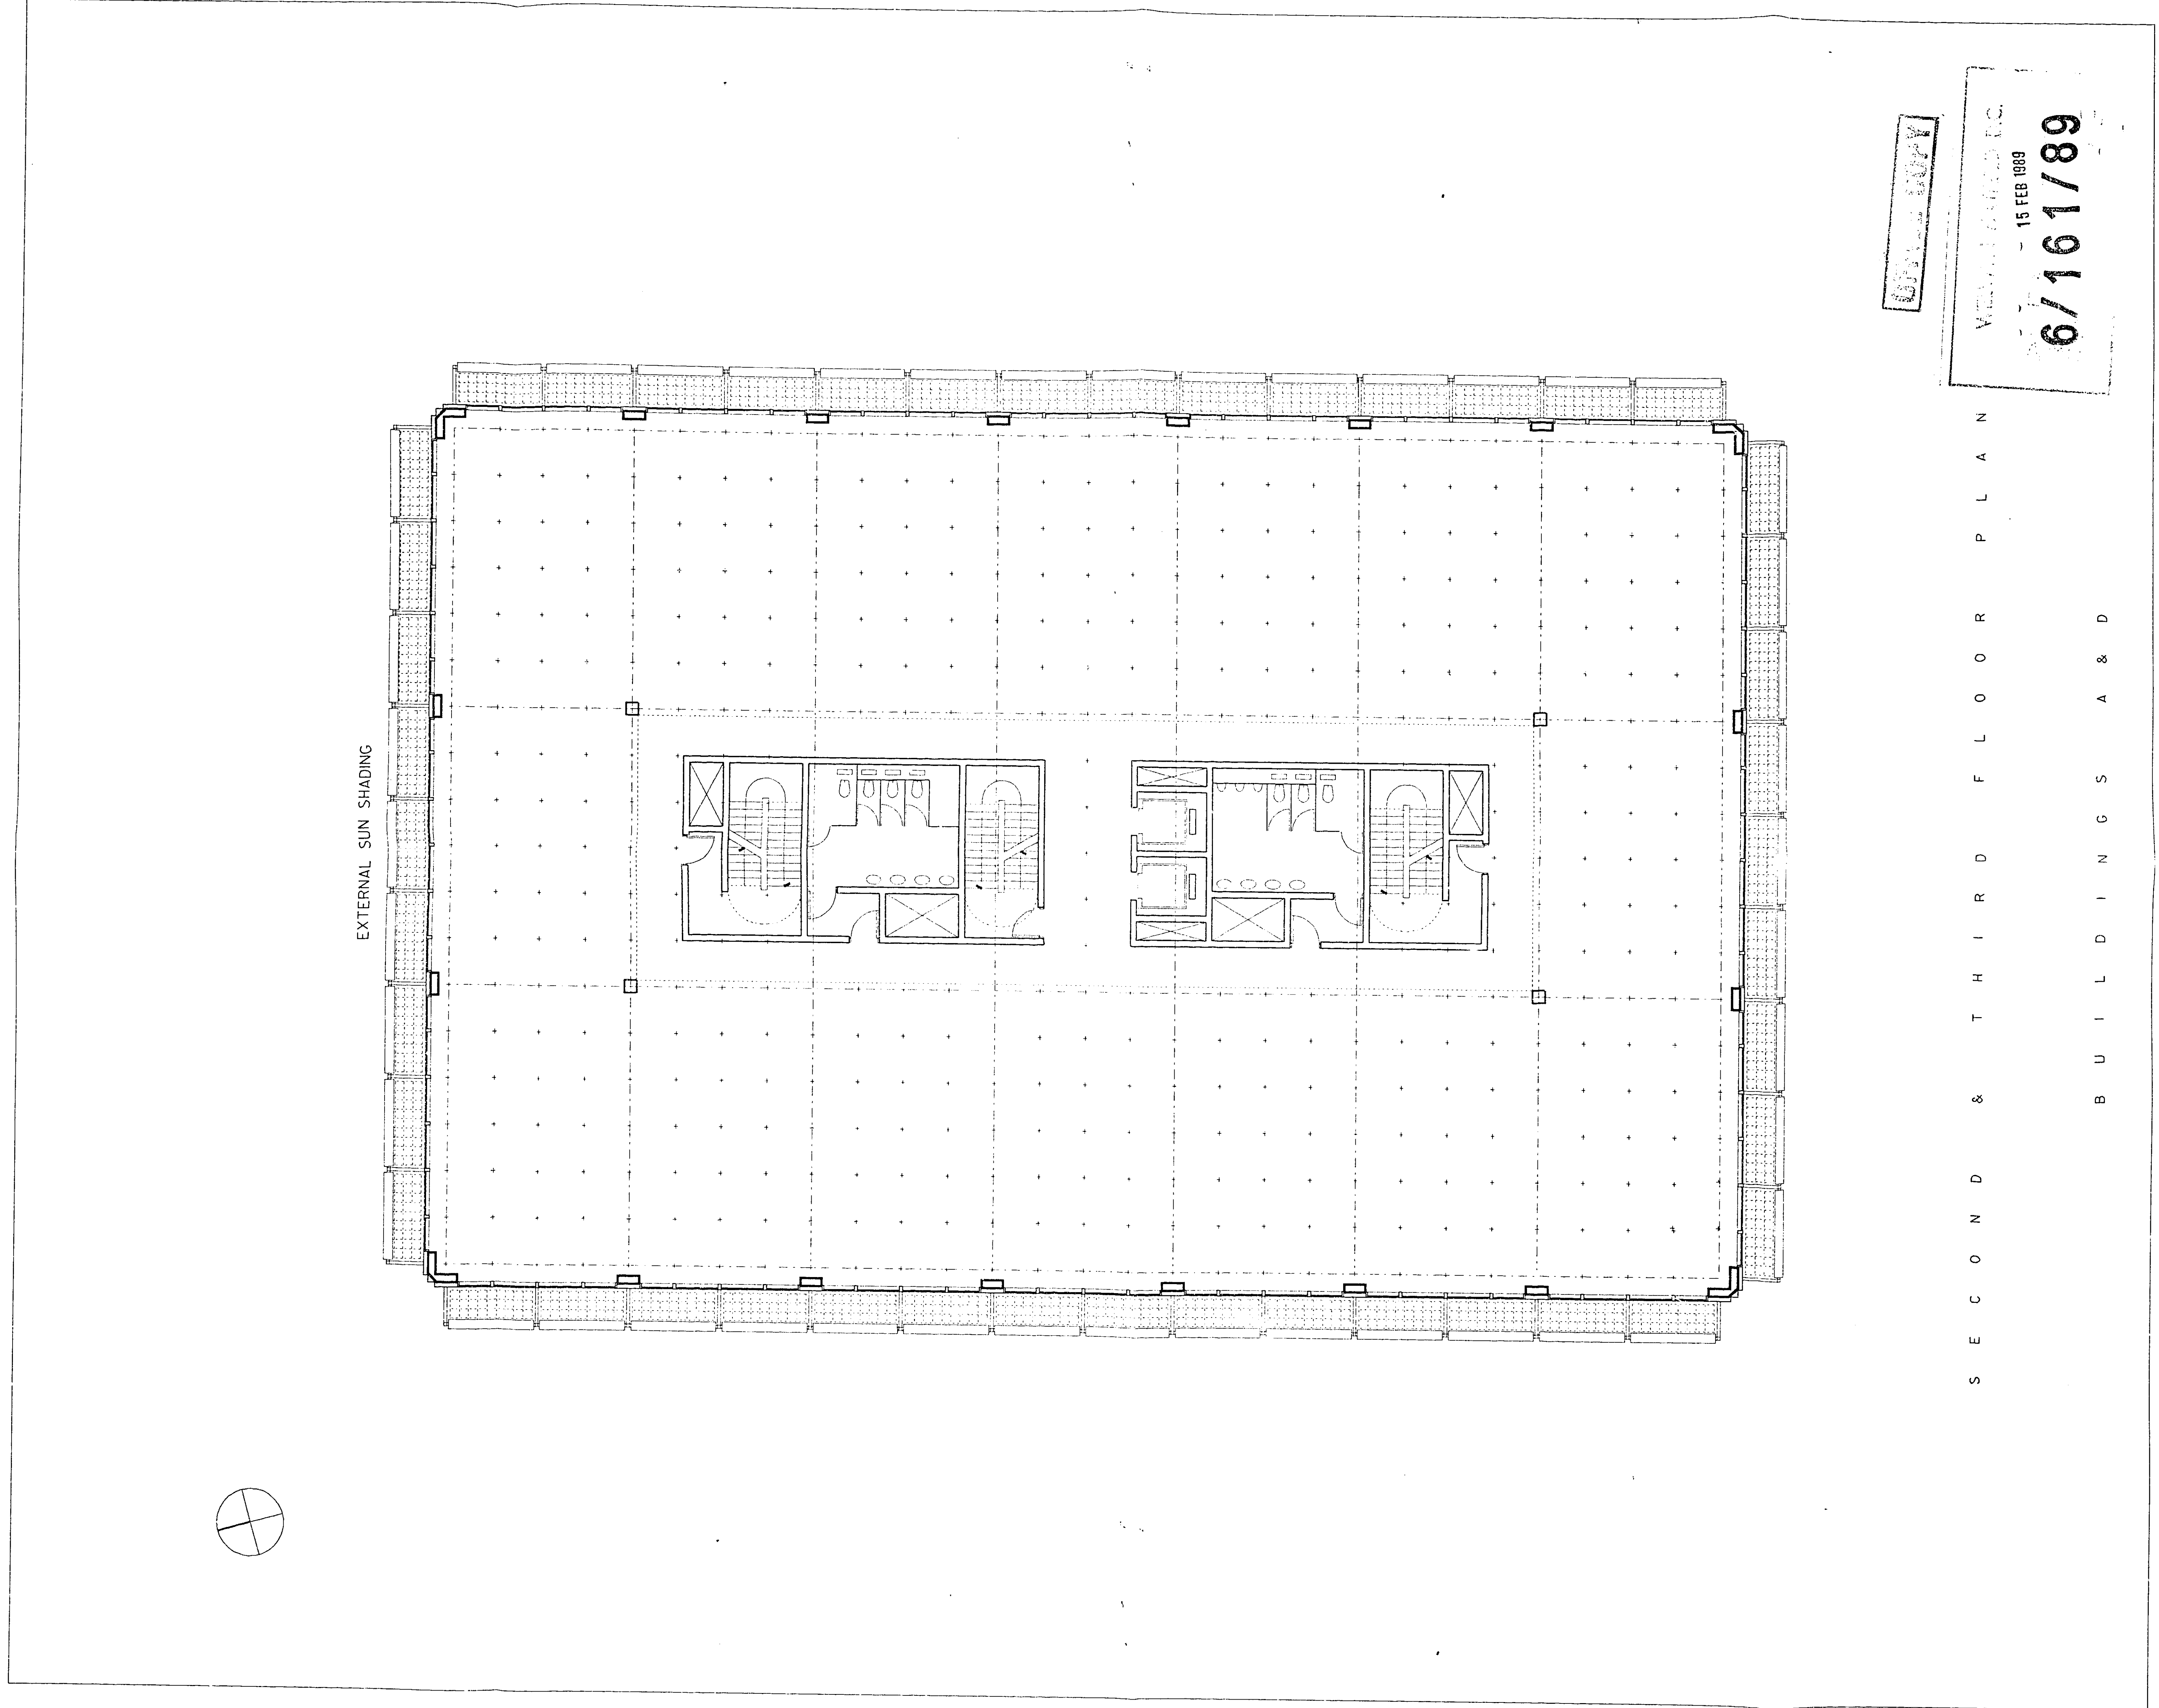 EXTERNAL SUN SHADING
SECOND & THIRD FLOOR PLAN
BUILDINGS A & D
15 FEB 1989
6/161/89